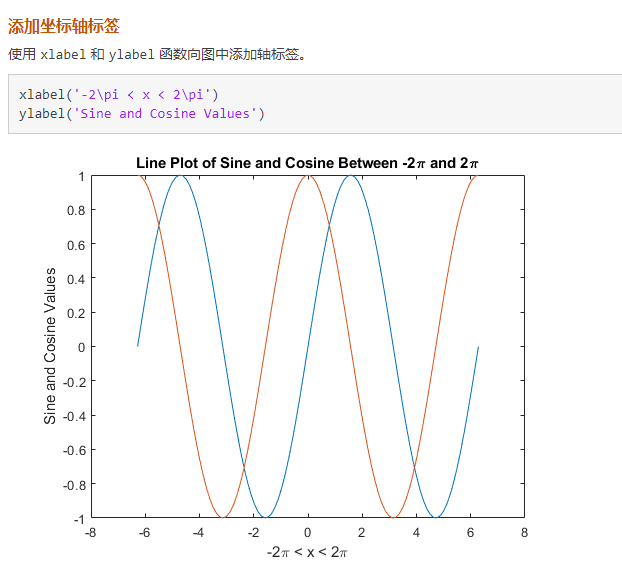 添加坐标轴标签
使用 xlabel 和 ylabel 函数向图中添加轴标签。
xlabel('-2\pi < x < 2\pi')
ylabel('Sine and Cosine Values')
Line Plot of Sine and Cosine Between -2π and 2π
Sine and Cosine Values
1
0.8
0.6
0.4
0.2
0
-0.2
-0.4
-0.6
-0.8
-1
-8 -6 -4 -2 0 2 4 6 8
-2π < x < 2π